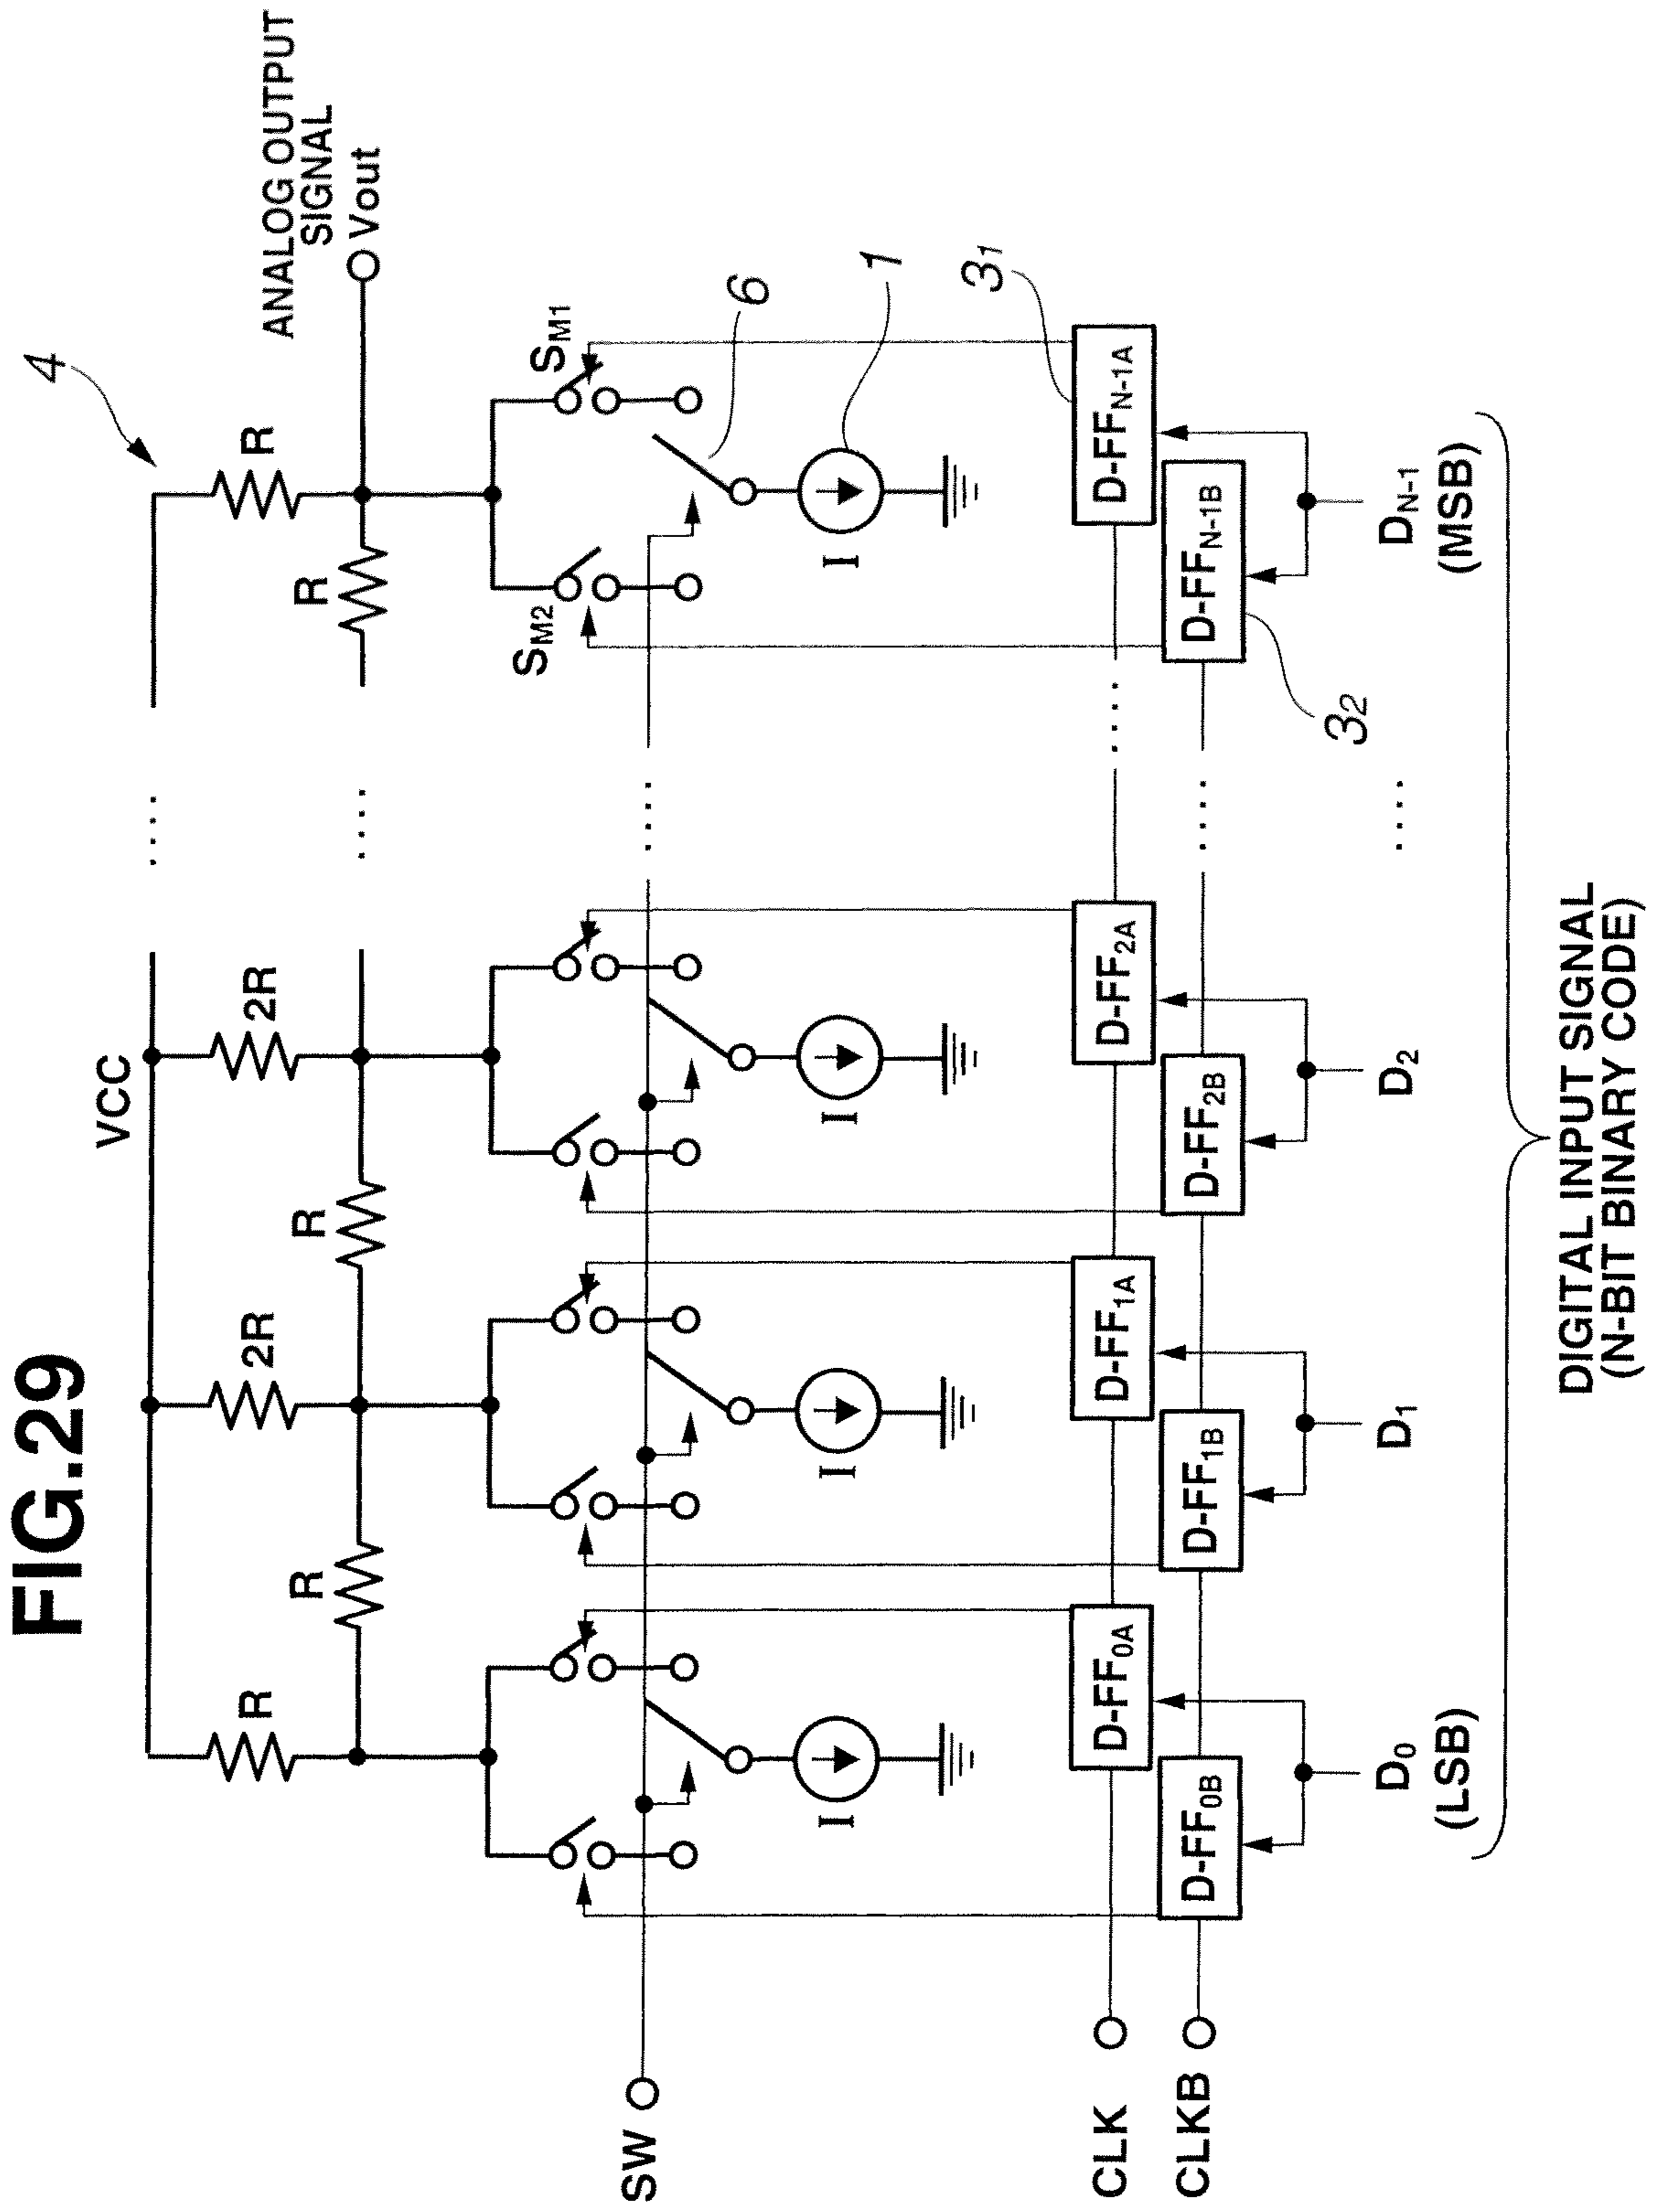 FIG.29
4
ANALOG OUTPUT
SIGNAL
Vout
VCC
R
2R
2R
R
R
R
R
SM2
SM1
6
1
I
I
I
I
SW
31
D-FF0A
D-FF1A
D-FF2A
D-FFN-1A
CLK
D-FF0B
D-FF1B
D-FF2B
D-FFN-1B
CLKB
32
D0
(LSB)
D1
D2
....
DN-1
(MSB)
DIGITAL INPUT SIGNAL
(N-BIT BINARY CODE)